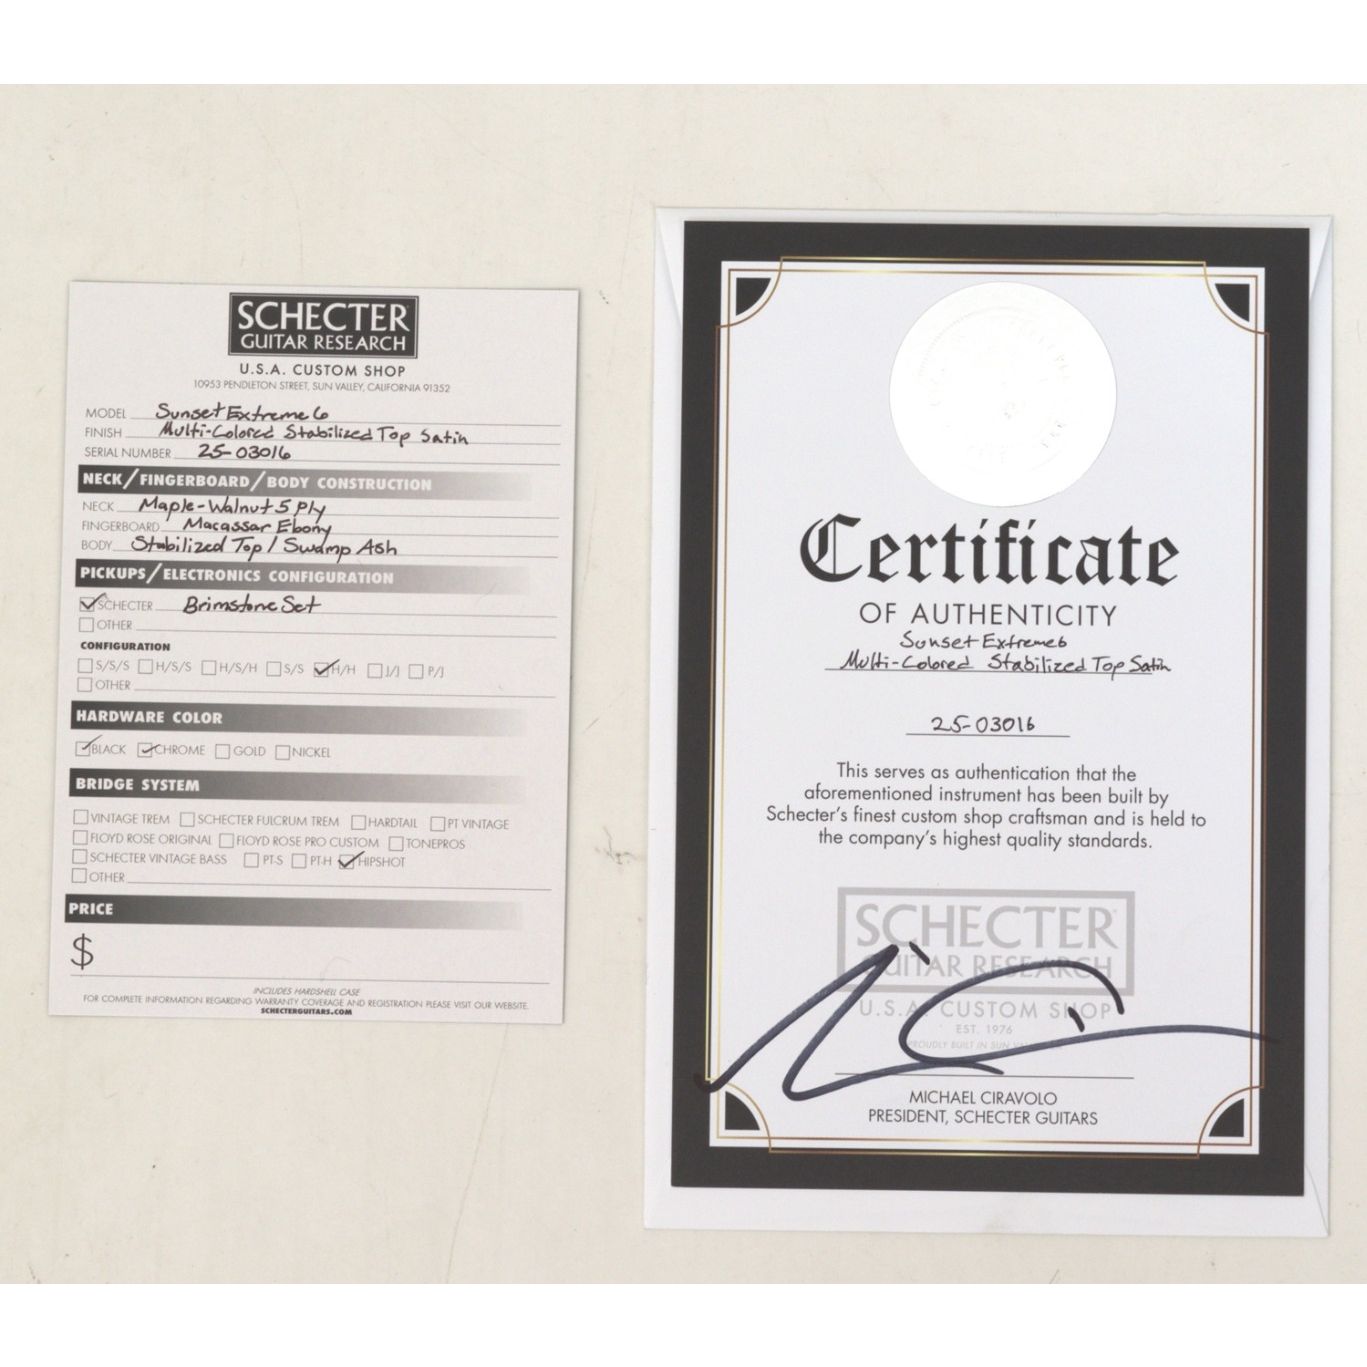 SCHECTER
GUITAR RESEARCH
U.S.A. CUSTOM SHOP
10953 PENDLETON STREET, SUN VALLEY, CALIFORNIA 91352
MODEL Sunset Extreme 6
FINISH Multi-Colored Stabilized Top Satin
SERIAL NUMBER 25-03016
NECK/FINGERBOARD/BODY CONSTRUCTION
NECK Maple-Walnut 5 Ply
FINGERBOARD Macassar Ebony
BODY Stabilized Top / Swamp Ash
PICKUPS/ELECTRONICS CONFIGURATION
SCHECTER Brimstone Set
OTHER
CONFIGURATION
S/S/S H/S/S H/S/H S/S H/H J/J P/J
OTHER
HARDWARE COLOR
BLACK CHROME GOLD NICKEL
BRIDGE SYSTEM
VINTAGE TREM SCHECTER FULCRUM TREM HARDTAIL PT VINTAGE
FLOYD ROSE ORIGINAL FLOYD ROSE PRO CUSTOM TONEPROS
SCHECTER VINTAGE BASS PT-S PT-H HIPSHOT
OTHER
PRICE
$
INCLUDES HARDSHELL CASE
FOR COMPLETE INFORMATION REGARDING WARRANTY COVERAGE AND REGISTRATION PLEASE VISIT OUR WEBSITE.
SCHECTERGUITARS.COM
Certificate
OF AUTHENTICITY
Sunset Extreme 6
Multi-Colored Stabilized Top Satin
25-03016
This serves as authentication that the
aforementioned instrument has been built by
Schecter's finest custom shop craftsman and is held to
the company's highest quality standards.
SCHECTER
GUITAR RESEARCH
U.S.A. CUSTOM SHOP
EST. 1976
PROUDLY BUILT IN SUN
MICHAEL CIRAVOLO
PRESIDENT, SCHECTER GUITARS